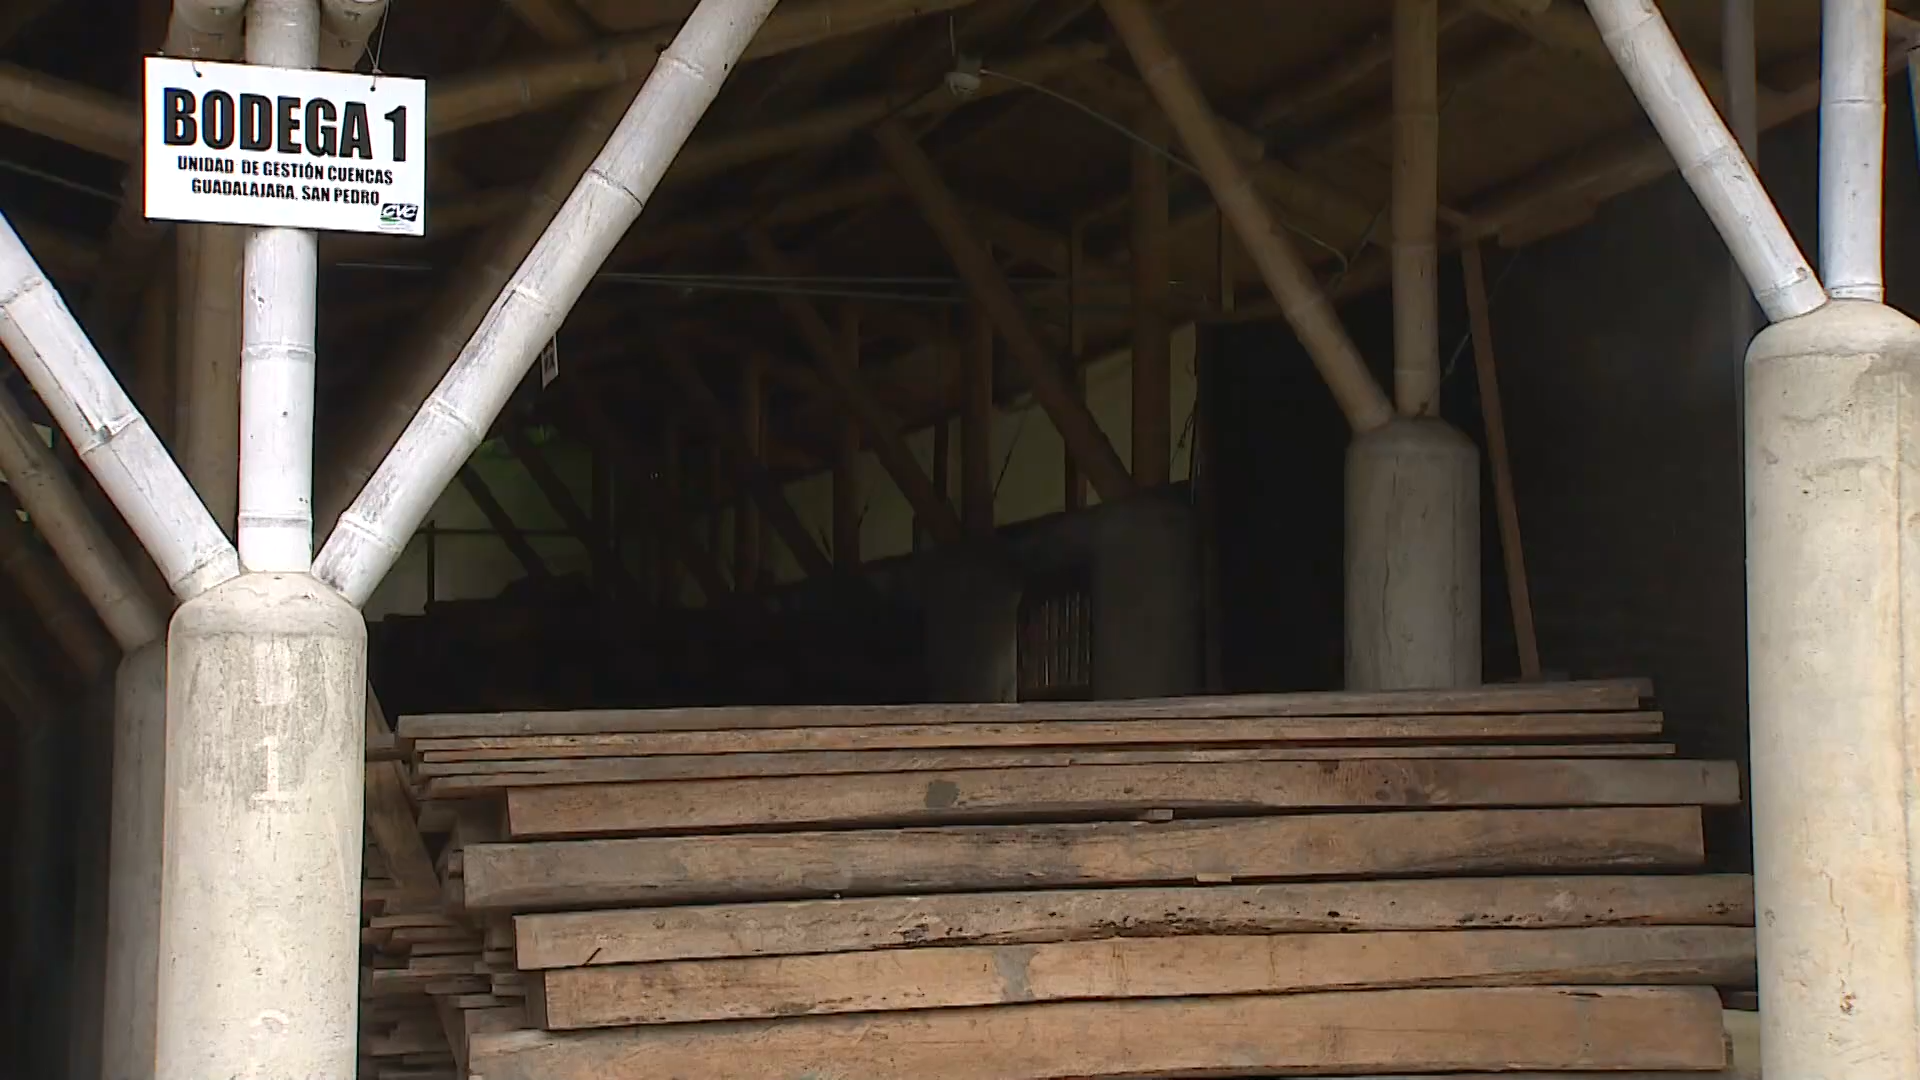 BODEGA 1
UNIDAD DE GESTIÓN CUENCAS
GUADALAJARA, SAN PEDRO
CVC
1